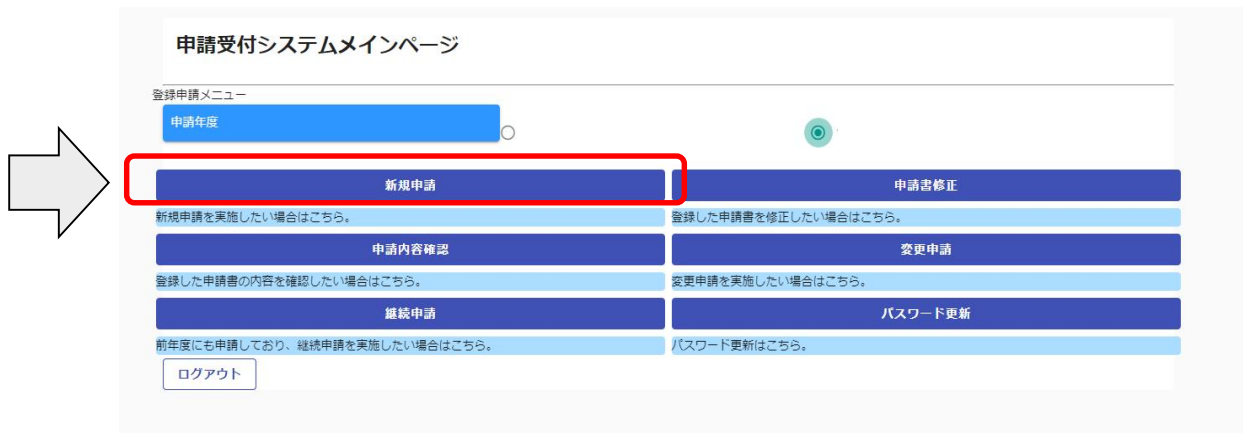 申請受付システムメインページ
登録申請メニュー
申請年度
新規申請
申請書修正
新規申請を実施したい場合はこちら。
登録した申請書を修正したい場合はこちら。
申請内容確認
変更申請
登録した申請書の内容を確認したい場合はこちら。
変更申請を実施したい場合はこちら。
継続申請
パスワード更新
前年度にも申請しており、継続申請を実施したい場合はこちら。
パスワード更新はこちら。
ログアウト